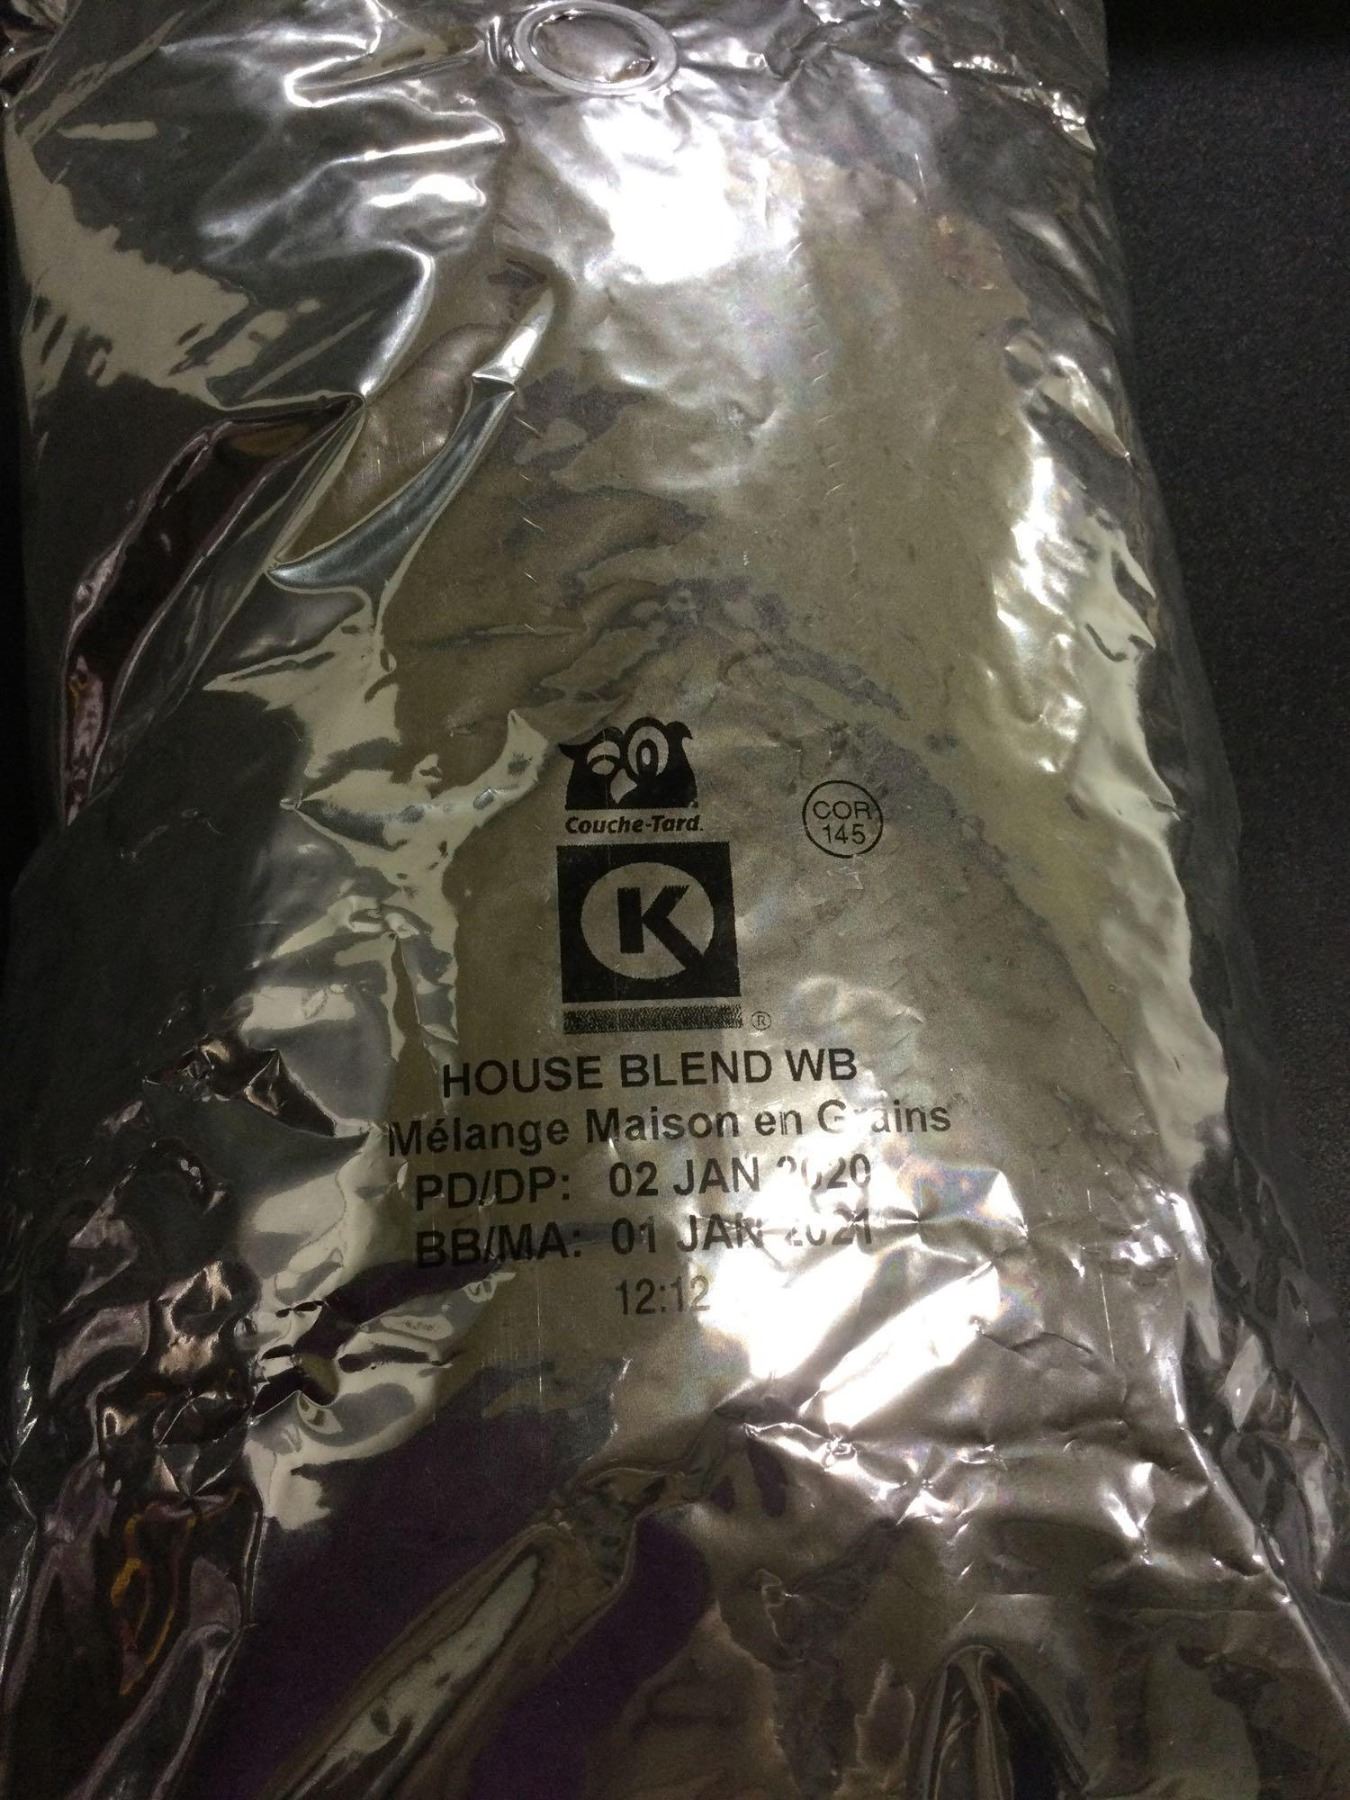 Couche-Tard.
COR
145
K
®
HOUSE BLEND WB
Mélange Maison en Grains
PD/DP: 02 JAN 2020
BB/MA: 01 JAN 2021
12:12